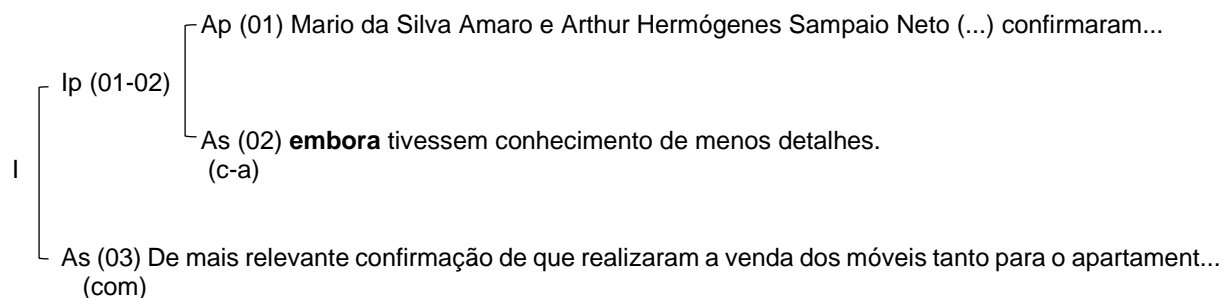 Ap (01) Mario da Silva Amaro e Arthur Hermógenes Sampaio Neto (...) confirmaram...
Ip (01-02)
As (02) embora tivessem conhecimento de menos detalhes.
(c-a)
I
As (03) De mais relevante confirmação de que realizaram a venda dos móveis tanto para o apartament...
(com)